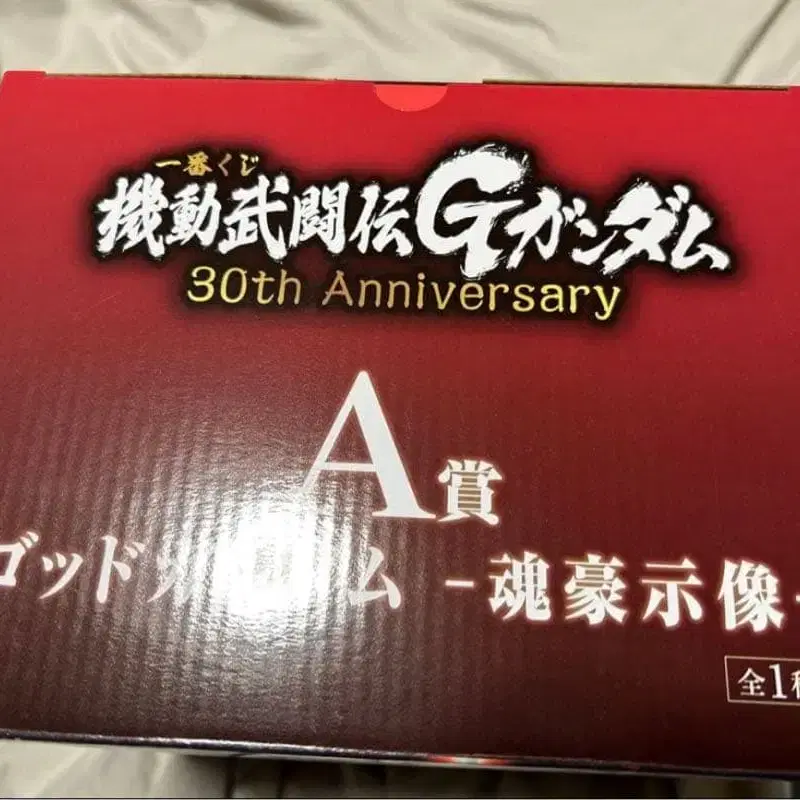 一番くじ
機動武闘伝Gガンダム
30th Anniversary
A賞
ゴッド ム -魂豪示像-
全1種